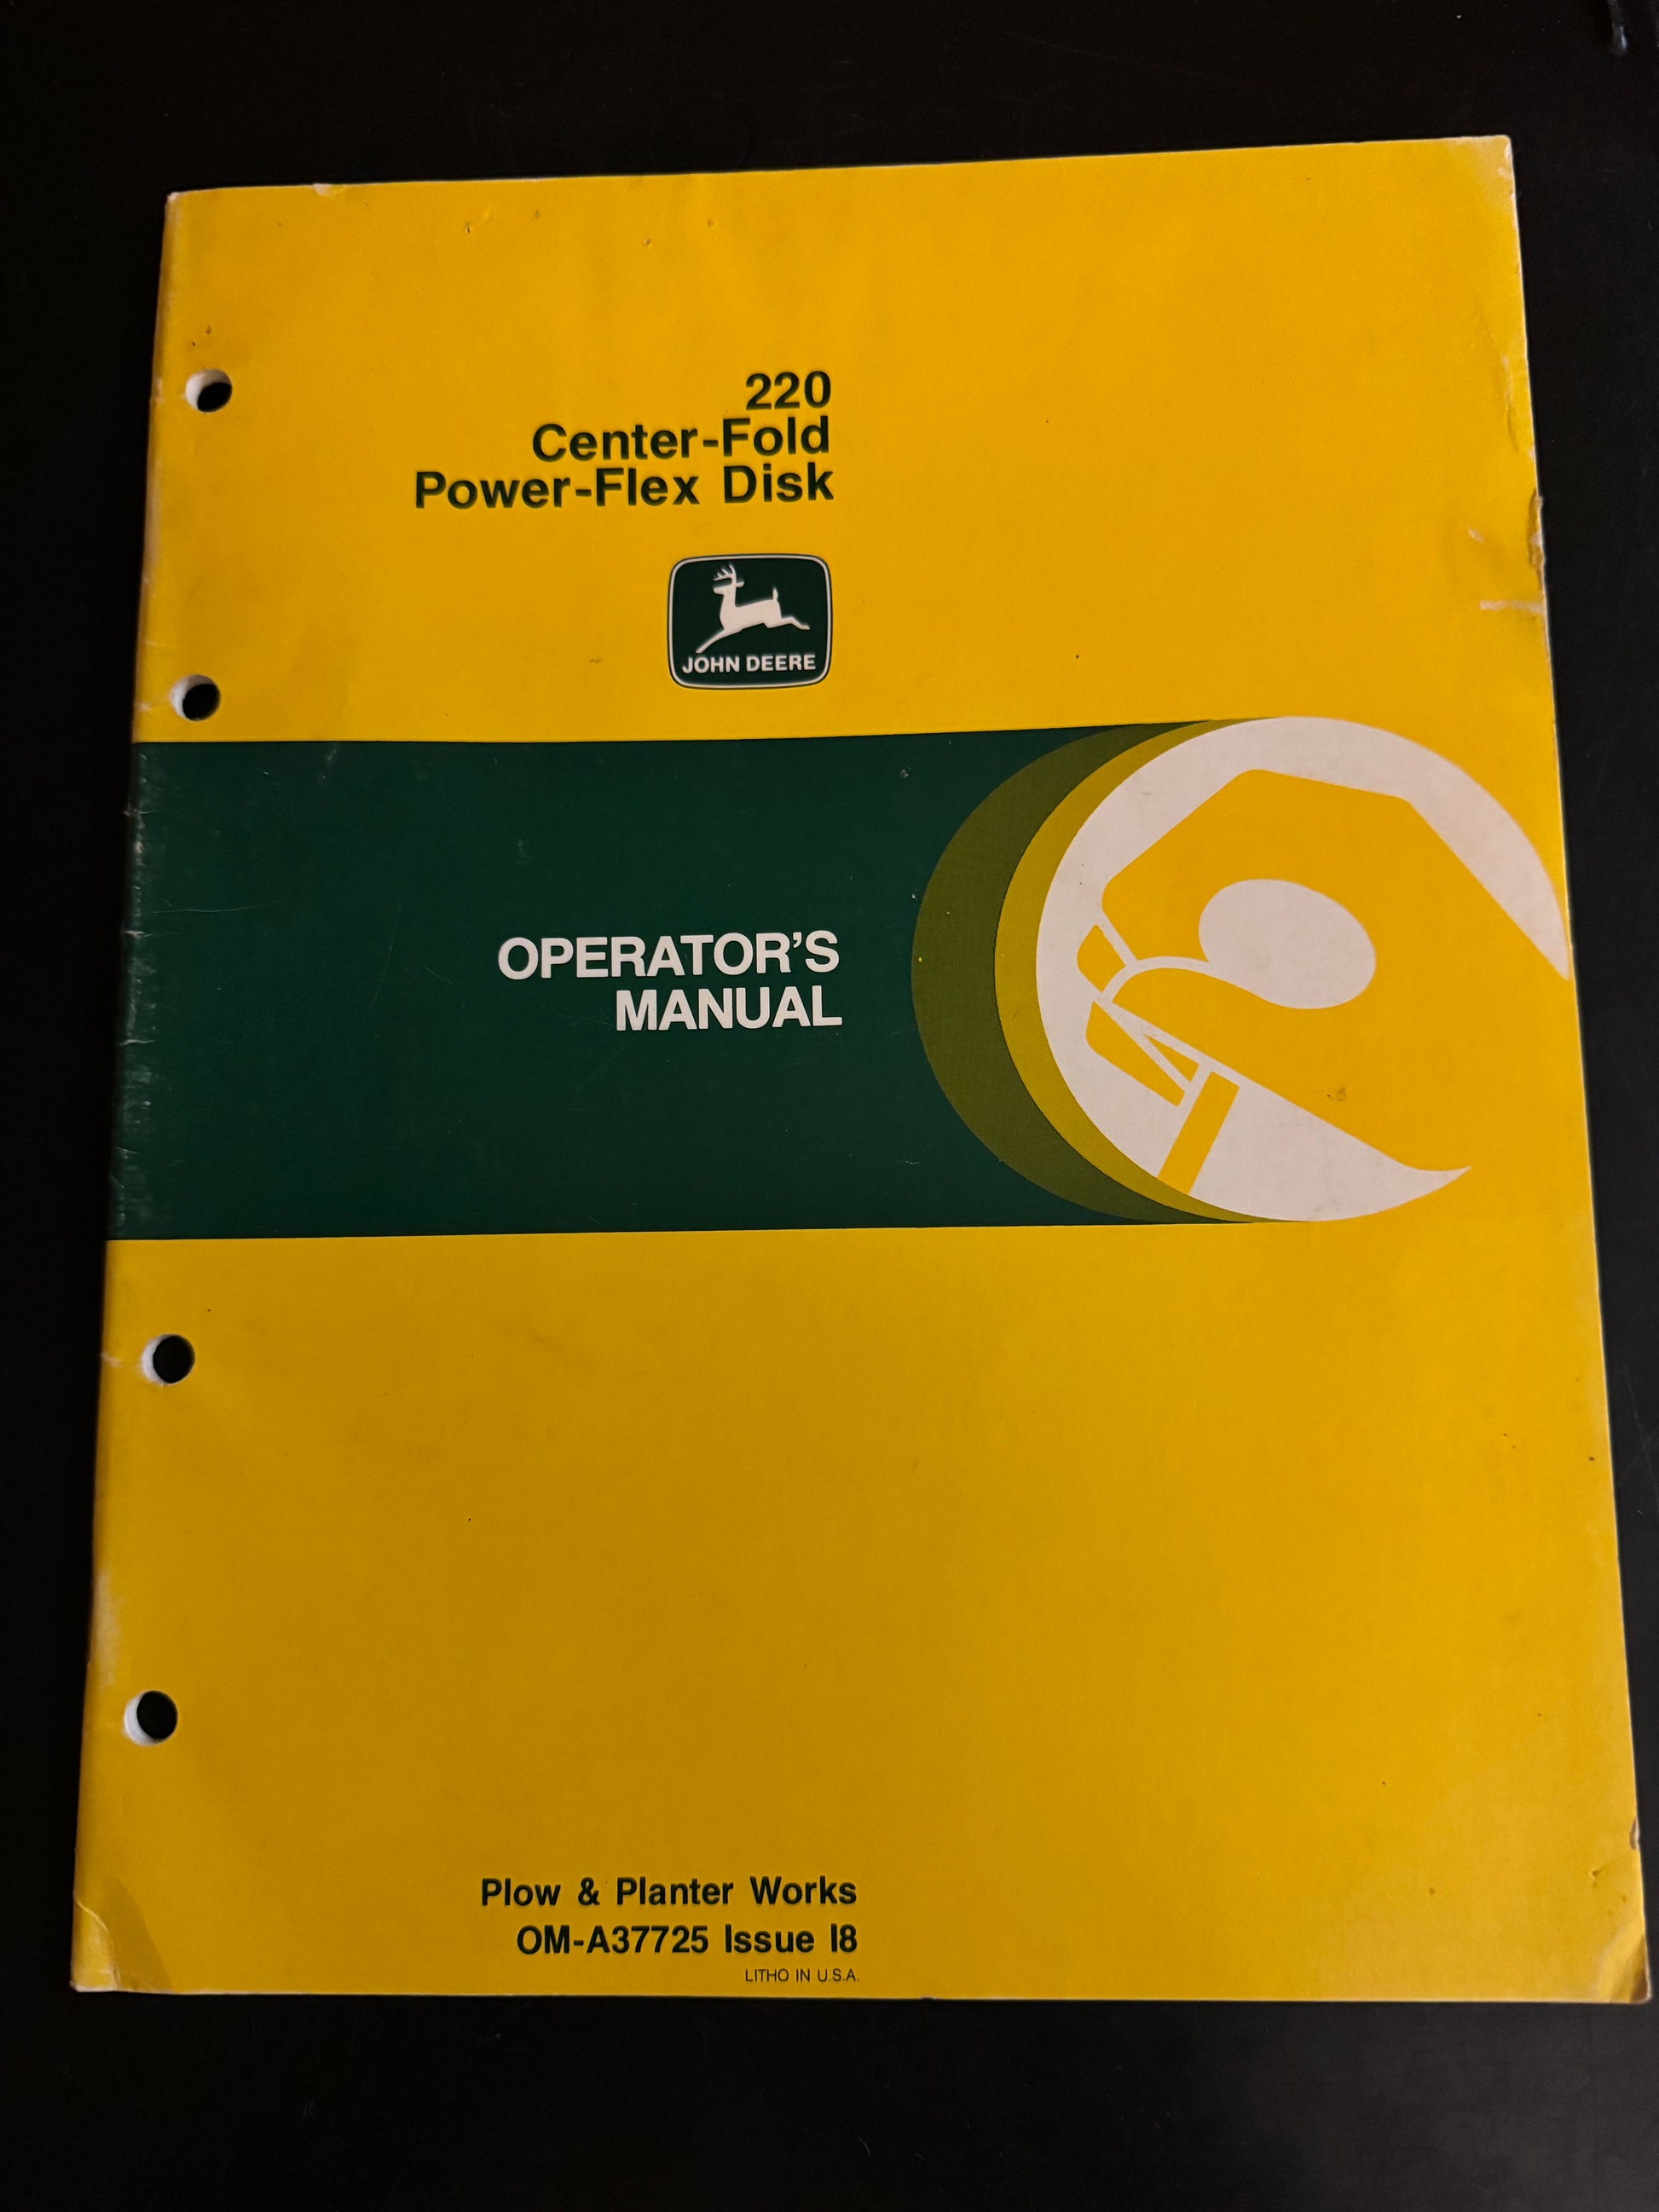 220
Center-Fold
Power-Flex Disk
JOHN DEERE
OPERATOR'S
MANUAL
Plow & Planter Works
OM-A37725 Issue I8
LITHO IN U.S.A.